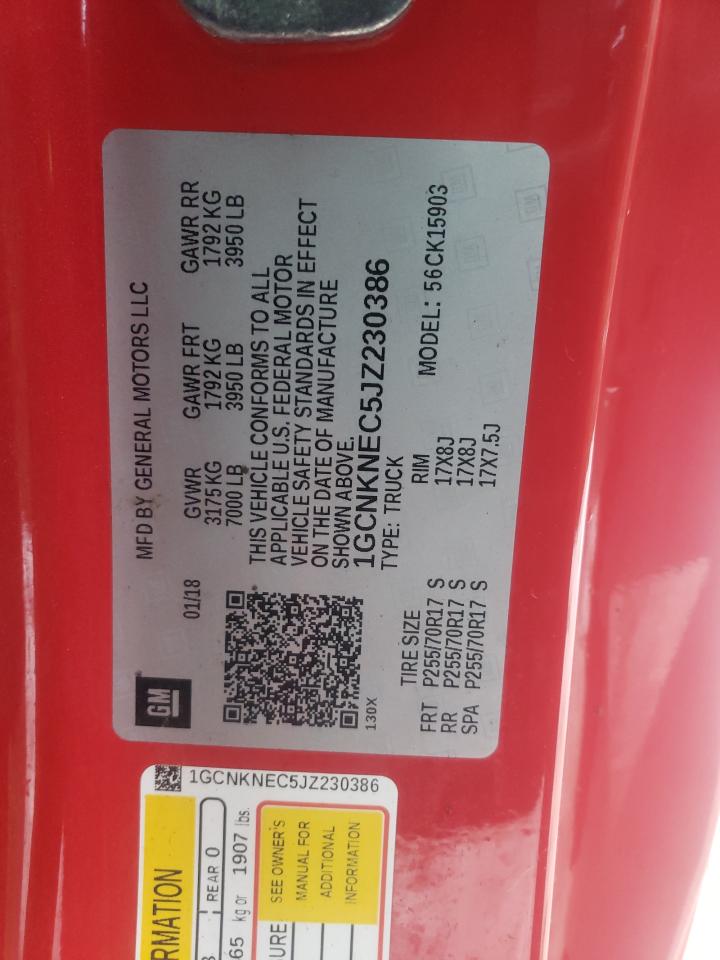 MFD BY GENERAL MOTORS LLC
GM
01/18 GVWR GAWR FRT GAWR RR
3175 KG 1792 KG 1792 KG
7000 LB 3950 LB 3950 LB
THIS VEHICLE CONFORMS TO ALL
APPLICABLE U.S. FEDERAL MOTOR
VEHICLE SAFETY STANDARDS IN EFFECT
ON THE DATE OF MANUFACTURE
SHOWN ABOVE.
1GCNKNEC5JZ230386
130X
TYPE: TRUCK
TIRE SIZE RIM MODEL: 56CK15903
FRT P255/70R17 S 17X8J
RR P255/70R17 S 17X8J
SPA P255/70R17 S 17X7.5J
1GCNKNEC5JZ230386
RMATION
REAR 0
65 kg or 1907 lbs.
URE
SEE OWNER'S
MANUAL FOR
ADDITIONAL
INFORMATION